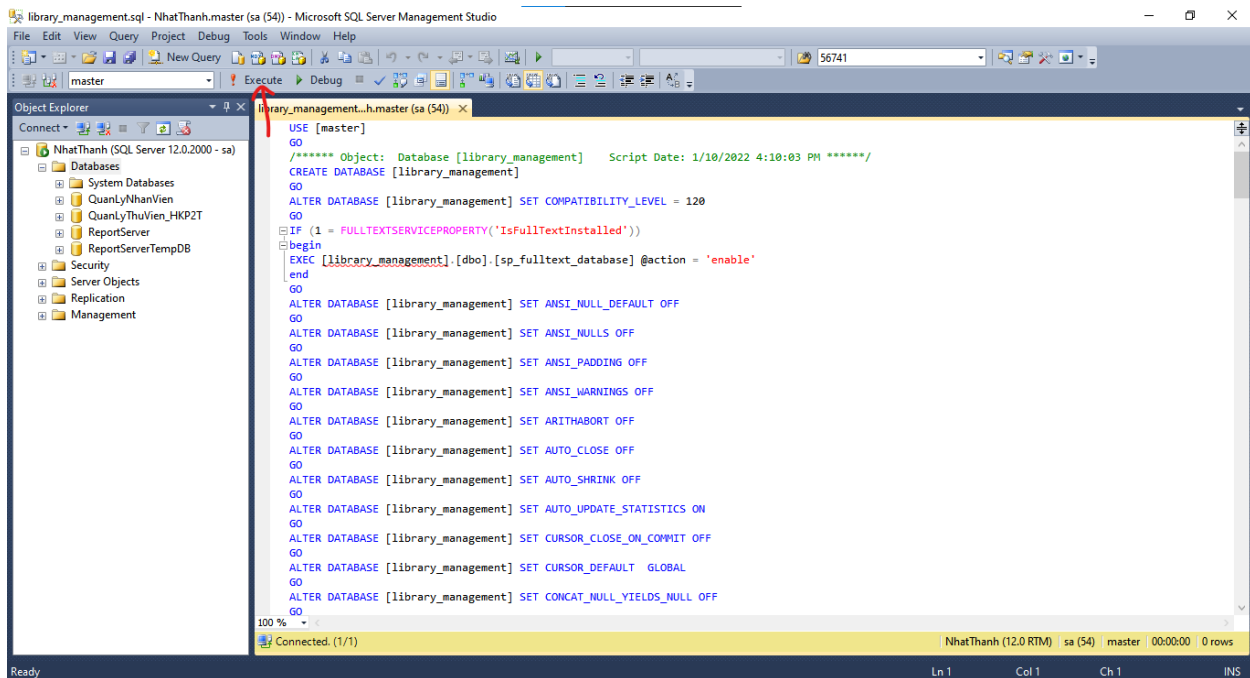 library_management.sql - NhatThanh.master (sa (54)) - Microsoft SQL Server Management Studio
File Edit View Query Project Debug Tools Window Help
New Query 56741
master Execute Debug
Object Explorer
Connect
NhatThanh (SQL Server 12.0.2000 - sa)
Databases
System Databases
QuanLyNhanVien
QuanLyThuVien_HKP2T
ReportServer
ReportServerTempDB
Security
Server Objects
Replication
Management
library_management...h.master (sa (54))
USE [master]
GO
/****** Object:  Database [library_management]    Script Date: 1/10/2022 4:10:03 PM ******/
CREATE DATABASE [library_management]
GO
ALTER DATABASE [library_management] SET COMPATIBILITY_LEVEL = 120
GO
IF (1 = FULLTEXTSERVICEPROPERTY('IsFullTextInstalled'))
begin
EXEC [library_management].[dbo].[sp_fulltext_database] @action = 'enable'
end
GO
ALTER DATABASE [library_management] SET ANSI_NULL_DEFAULT OFF
GO
ALTER DATABASE [library_management] SET ANSI_NULLS OFF
GO
ALTER DATABASE [library_management] SET ANSI_PADDING OFF
GO
ALTER DATABASE [library_management] SET ANSI_WARNINGS OFF
GO
ALTER DATABASE [library_management] SET ARITHABORT OFF
GO
ALTER DATABASE [library_management] SET AUTO_CLOSE OFF
GO
ALTER DATABASE [library_management] SET AUTO_SHRINK OFF
GO
ALTER DATABASE [library_management] SET AUTO_UPDATE_STATISTICS ON
GO
ALTER DATABASE [library_management] SET CURSOR_CLOSE_ON_COMMIT OFF
GO
ALTER DATABASE [library_management] SET CURSOR_DEFAULT  GLOBAL
GO
ALTER DATABASE [library_management] SET CONCAT_NULL_YIELDS_NULL OFF
GO
100 %
Connected. (1/1) NhatThanh (12.0 RTM) sa (54) master 00:00:00 0 rows
Ready Ln 1 Col 1 Ch 1 INS